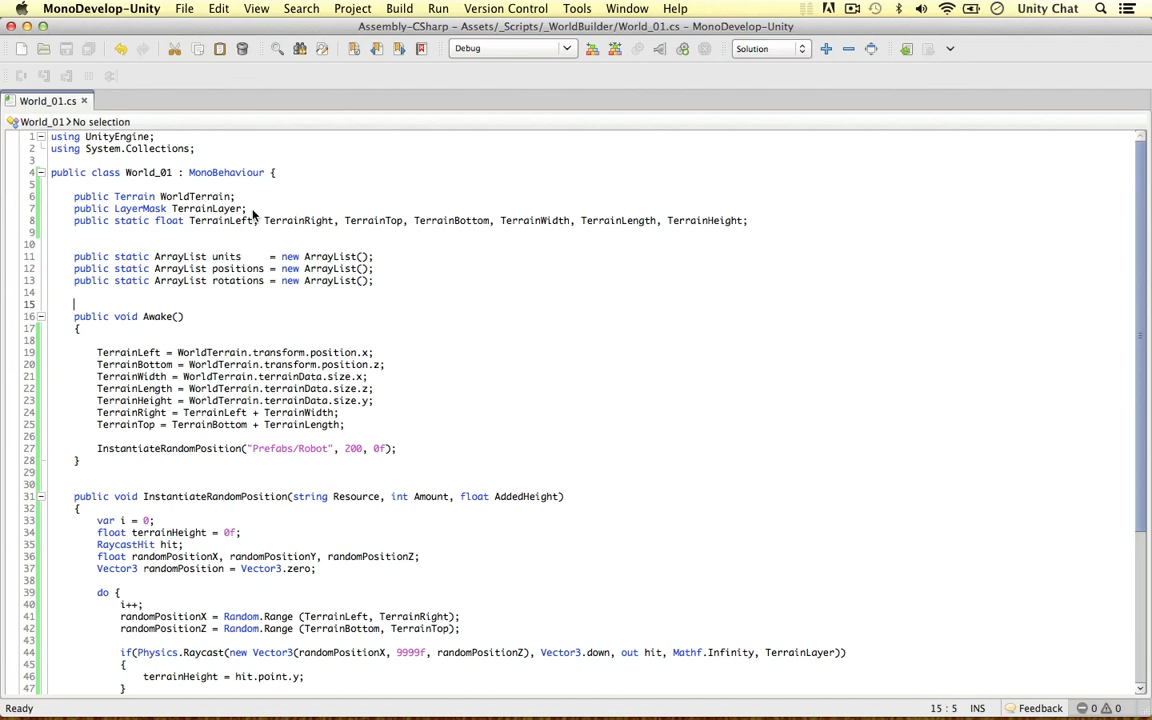 MonoDevelop-Unity File Edit View Search Project Build Run Version Control Tools Window Help Unity Chat
Assembly-CSharp – Assets/_Scripts/_WorldBuilder/World_01.cs – MonoDevelop-Unity
Debug Solution
World_01.cs ×
World_01 > No selection
1 using UnityEngine;
2 using System.Collections;
3
4 public class World_01 : MonoBehaviour {
5
6 public Terrain WorldTerrain;
7 public LayerMask TerrainLayer;
8 public static float TerrainLeft, TerrainRight, TerrainTop, TerrainBottom, TerrainWidth, TerrainLength, TerrainHeight;
9
10
11 public static ArrayList units     = new ArrayList();
12 public static ArrayList positions = new ArrayList();
13 public static ArrayList rotations = new ArrayList();
14
15
16 public void Awake()
17 {
18
19 TerrainLeft = WorldTerrain.transform.position.x;
20 TerrainBottom = WorldTerrain.transform.position.z;
21 TerrainWidth = WorldTerrain.terrainData.size.x;
22 TerrainLength = WorldTerrain.terrainData.size.z;
23 TerrainHeight = WorldTerrain.terrainData.size.y;
24 TerrainRight = TerrainLeft + TerrainWidth;
25 TerrainTop = TerrainBottom + TerrainLength;
26
27 InstantiateRandomPosition("Prefabs/Robot", 200, 0f);
28 }
29
30
31 public void InstantiateRandomPosition(string Resource, int Amount, float AddedHeight)
32 {
33 var i = 0;
34 float terrainHeight = 0f;
35 RaycastHit hit;
36 float randomPositionX, randomPositionY, randomPositionZ;
37 Vector3 randomPosition = Vector3.zero;
38
39 do {
40 i++;
41 randomPositionX = Random.Range (TerrainLeft, TerrainRight);
42 randomPositionZ = Random.Range (TerrainBottom, TerrainTop);
43
44 if(Physics.Raycast(new Vector3(randomPositionX, 9999f, randomPositionZ), Vector3.down, out hit, Mathf.Infinity, TerrainLayer))
45 {
46 terrainHeight = hit.point.y;
47 }
Ready 15 : 5 INS Feedback 0 0